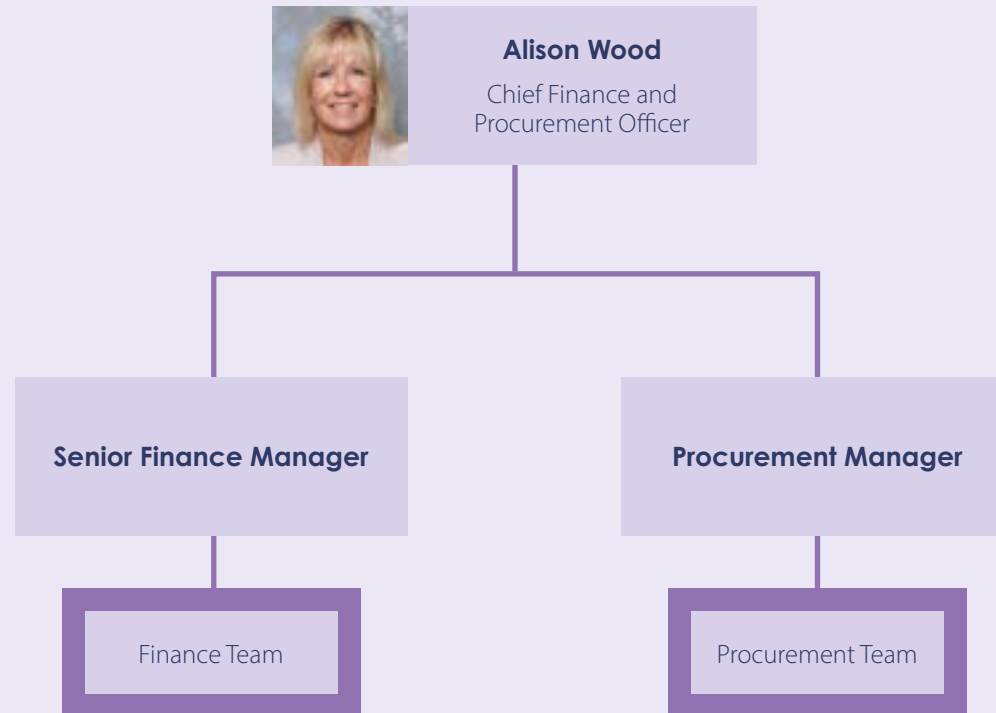 Alison Wood
Chief Finance and
Procurement Officer
Senior Finance Manager
Procurement Manager
Finance Team
Procurement Team